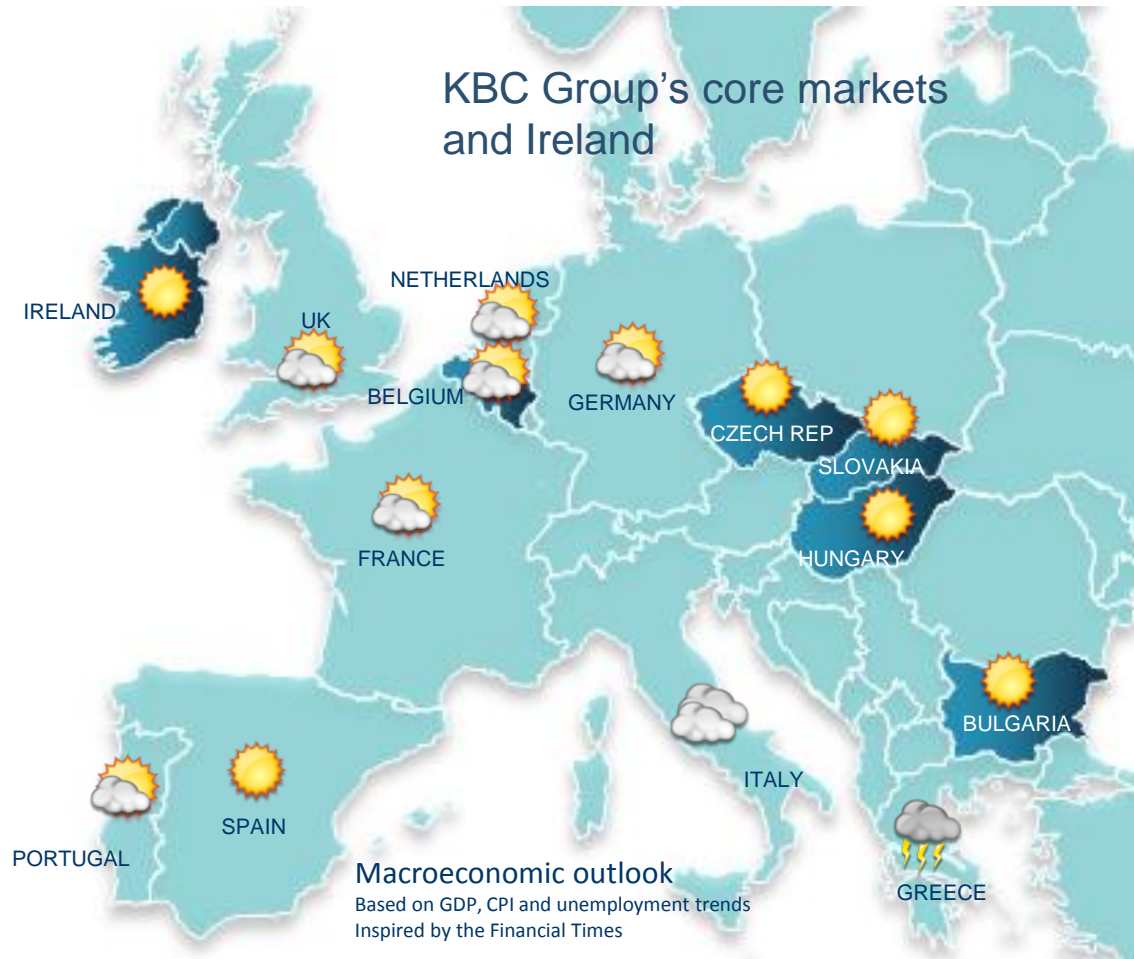 KBC Group's core markets
and Ireland
NETHERLANDS
IRELAND
UK
BELGIUM
GERMANY
CZECH REP
SLOVAKIA
FRANCE
HUNGARY
BULGARIA
ITALY
SPAIN
PORTUGAL
GREECE
Macroeconomic outlook
Based on GDP, CPI and unemployment trends
Inspired by the Financial Times